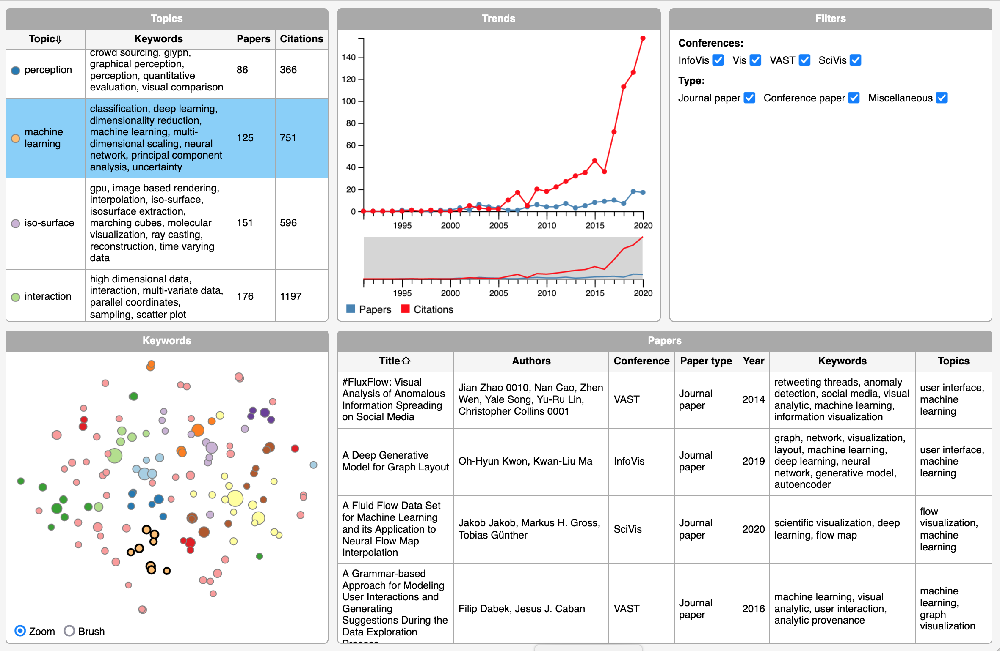 Topics
Topic⇩ Keywords Papers Citations
crowd sourcing, glyph,
graphical perception,
perception, quantitative
evaluation, visual comparison
perception
86
366
classification, deep learning,
dimensionality reduction,
machine learning, multi-
dimensional scaling, neural
network, principal component
analysis, uncertainty
machine
learning
125
751
gpu, image based rendering,
interpolation, iso-surface,
isosurface extraction,
marching cubes, molecular
visualization, ray casting,
reconstruction, time varying
data
iso-surface
151
596
high dimensional data,
interaction, multi-variate data,
parallel coordinates,
sampling, scatter plot
interaction
176
1197
Trends
140
120
100
80
60
40
20
0
1995 2000 2005 2010 2015 2020
1995 2000 2005 2010 2015 2020
Papers Citations
Filters
Conferences:
InfoVis Vis VAST SciVis
Type:
Journal paper Conference paper Miscellaneous
Keywords
Zoom Brush
Papers
Title⇧ Authors Conference Paper type Year Keywords Topics
#FluxFlow: Visual
Analysis of Anomalous
Information Spreading
on Social Media
Jian Zhao 0010, Nan Cao, Zhen
Wen, Yale Song, Yu-Ru Lin,
Christopher Collins 0001
VAST
Journal
paper
2014
retweeting threads, anomaly
detection, social media, visual
analytic, machine learning,
information visualization
user interface,
machine
learning
A Deep Generative
Model for Graph Layout
Oh-Hyun Kwon, Kwan-Liu Ma
InfoVis
Journal
paper
2019
graph, network, visualization,
layout, machine learning,
deep learning, neural
network, generative model,
autoencoder
user interface,
machine
learning
A Fluid Flow Data Set
for Machine Learning
and its Application to
Neural Flow Map
Interpolation
Jakob Jakob, Markus H. Gross,
Tobias Günther
SciVis
Journal
paper
2020
scientific visualization, deep
learning, flow map
flow
visualization,
machine
learning
A Grammar-based
Approach for Modeling
User Interactions and
Generating
Suggestions During the
Data Exploration
Process
Filip Dabek, Jesus J. Caban
VAST
Journal
paper
2016
machine learning, visual
analytic, user interaction,
analytic provenance
machine
learning,
graph
visualization